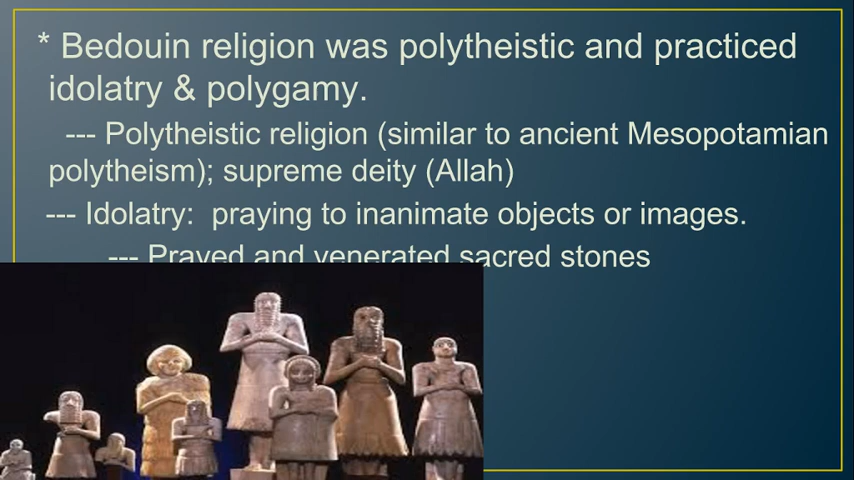 * Bedouin religion was polytheistic and practiced
idolatry & polygamy.
--- Polytheistic religion (similar to ancient Mesopotamian
polytheism); supreme deity (Allah)
--- Idolatry: praying to inanimate objects or images.
--- Prayed and venerated sacred stones